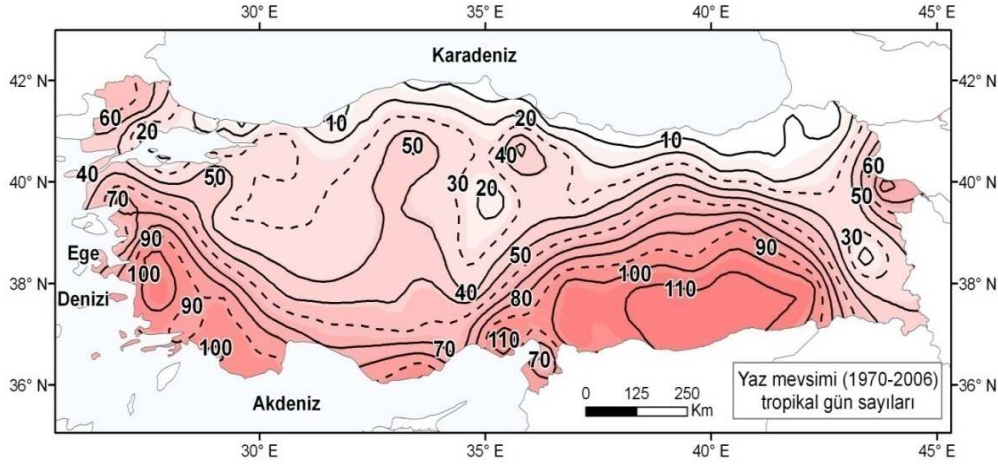 30° E 35° E 40° E 45° E
Karadeniz
42° N 42° N
60 20 10 20 10
50 40 60
40 50 30 20 50
40° N 40° N
70
90 50 90 30
Ege
100 100
38° N 38° N
Denizi 90 40 80 110
100 70 110 70
36° N 36° N
Akdeniz
0 125 250
Km
Yaz mevsimi (1970-2006)
tropikal gün sayıları
30° E 35° E 40° E 45° E